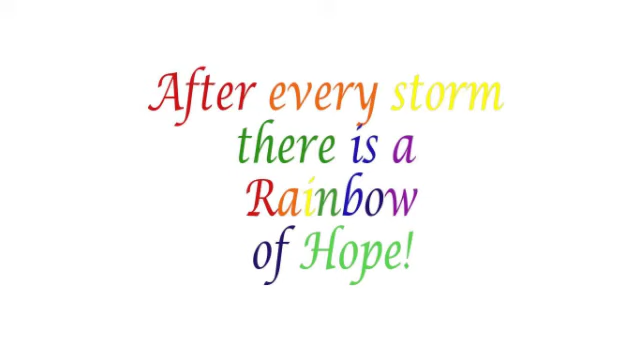 After every storm
there is a
Rainbow
of Hope!